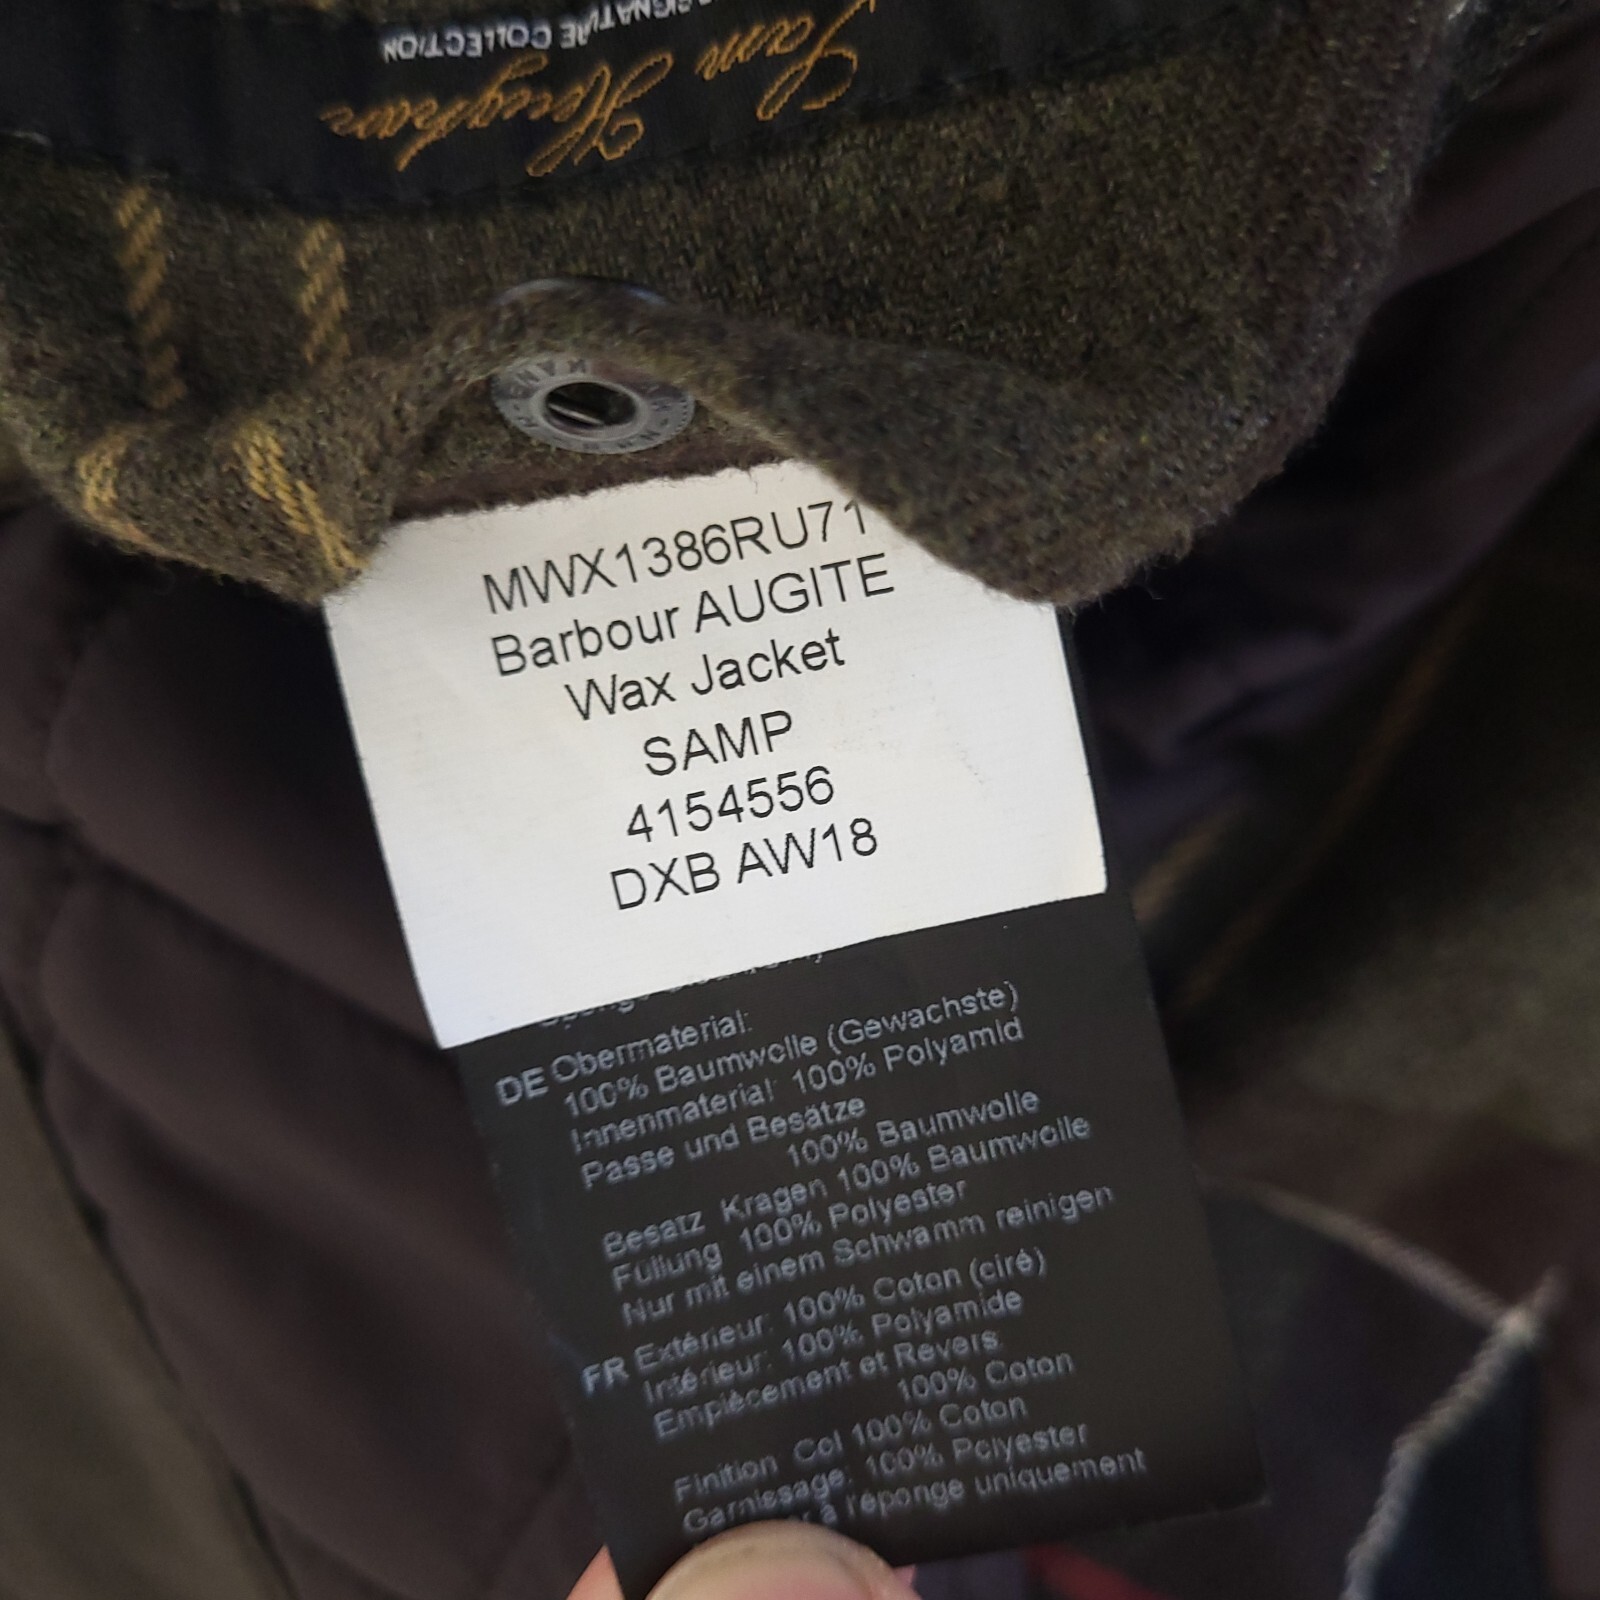 Sam Heughan
SIGNATURE COLLECTION
MWX1386RU71
Barbour AUGITE
Wax Jacket
SAMP
4154556
DXB AW18
DE Obermaterial:
100% Baumwolle (Gewachste)
Innenmaterial: 100% Polyamid
Passe und Besätze
100% Baumwolle
Besatz Kragen 100% Baumwolle
Füllung 100% Polyester
Nur mit einem Schwamm reinigen
FR Extérieur: 100% Coton (ciré)
Intérieur: 100% Polyamide
Empiècement et Revers
100% Coton
Finition Col 100% Coton
Garnissage: 100% Polyester
à l'éponge uniquement